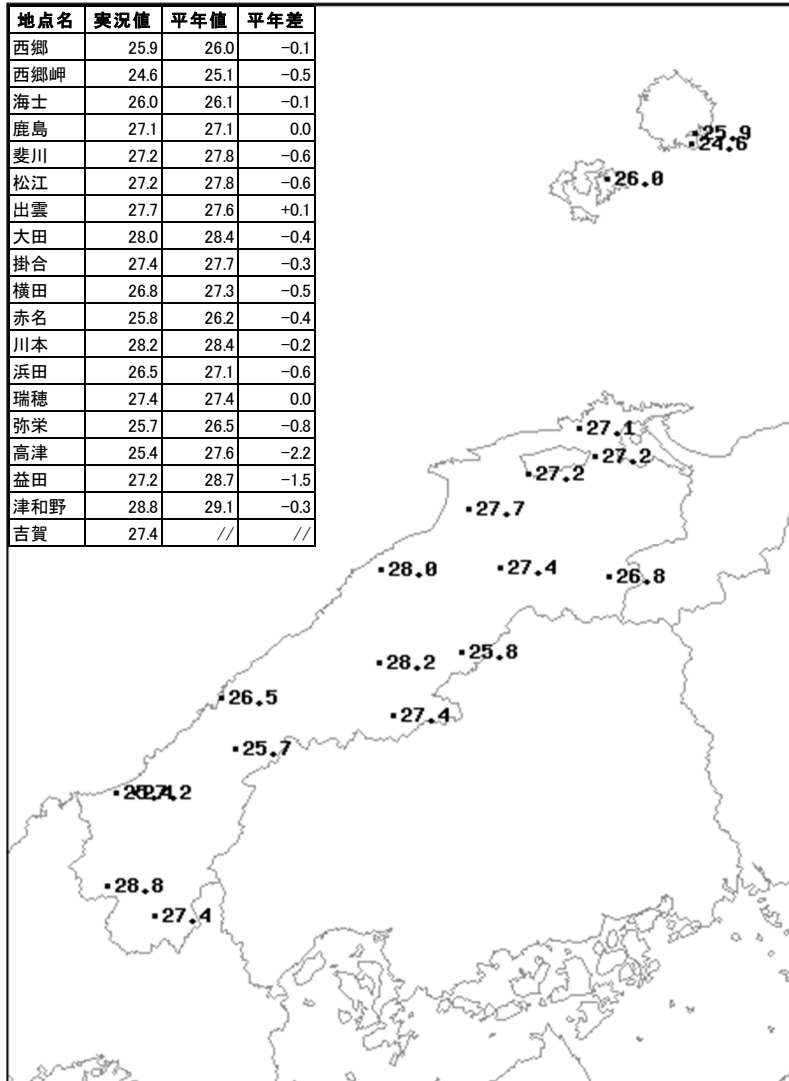 地点名 実況値 平年値 平年差
西郷 25.9 26.0 −0.1
西郷岬 24.6 25.1 −0.5
海士 26.0 26.1 −0.1
鹿島 27.1 27.1 0.0
斐川 27.2 27.8 −0.6
松江 27.2 27.8 −0.6
出雲 27.7 27.6 +0.1
大田 28.0 28.4 −0.4
掛合 27.4 27.7 −0.3
横田 26.8 27.3 −0.5
赤名 25.8 26.2 −0.4
川本 28.2 28.4 −0.2
浜田 26.5 27.1 −0.6
瑞穂 27.4 27.4 0.0
弥栄 25.7 26.5 −0.8
高津 25.4 27.6 −2.2
益田 27.2 28.7 −1.5
津和野 28.8 29.1 −0.3
吉賀 27.4 // //
25.9
24.6
26.0
27.1
27.2
27.2
27.7
28.0
27.4
26.8
25.8
28.2
26.5
27.4
25.7
28.8
27.4